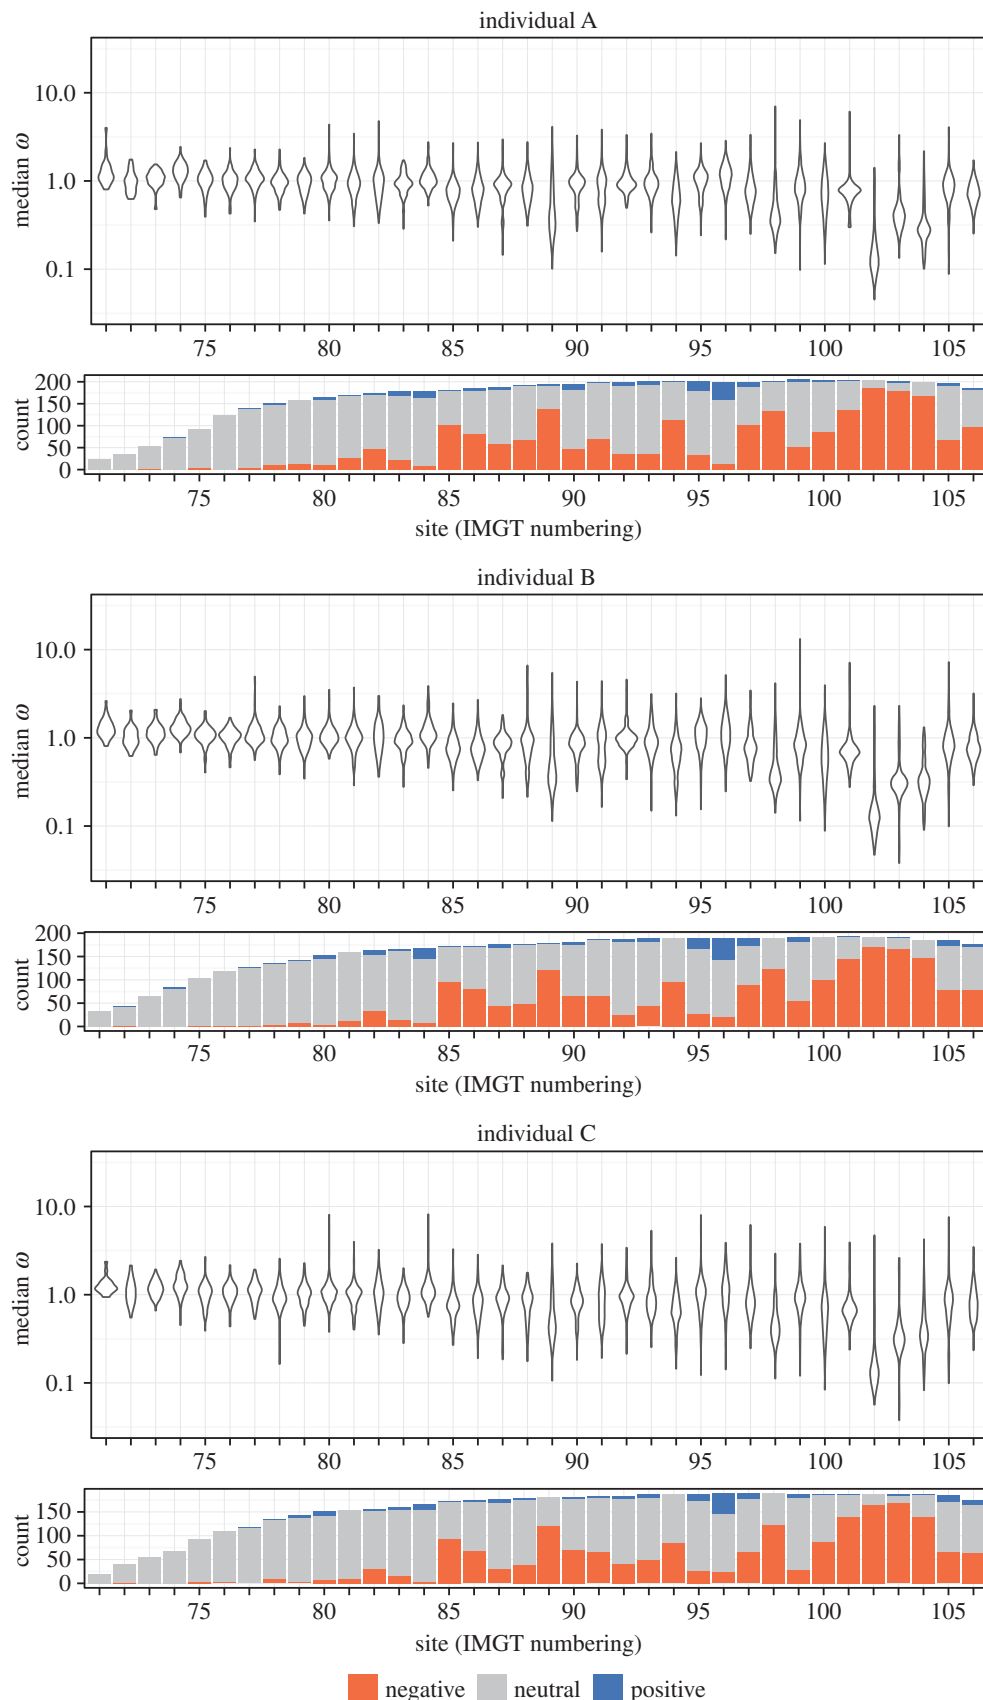 individual A
10.0
1.0
0.1
median ω
75 80 85 90 95 100 105
200
150
100
50
0
count
75 80 85 90 95 100 105
site (IMGT numbering)
individual B
10.0
1.0
0.1
median ω
75 80 85 90 95 100 105
200
150
100
50
0
count
75 80 85 90 95 100 105
site (IMGT numbering)
individual C
10.0
1.0
0.1
median ω
75 80 85 90 95 100 105
150
100
50
0
count
75 80 85 90 95 100 105
site (IMGT numbering)
negative neutral positive